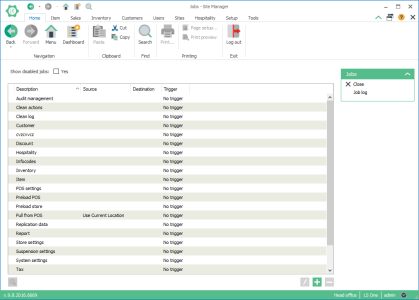 Jobs - Site Manager
Home Item Sales Inventory Customers Users Sites Hospitality Setup Tools
Back Forward Menu Dashboard Paste Cut Copy Search Print... Page setup... Print preview Log out
Navigation Clipboard Find Printing Exit
Show disabled jobs: Yes
Description Source Destination Trigger
Audit management No trigger
Clean actions No trigger
Clean log No trigger
Customer No trigger
No trigger
Discount No trigger
Hospitality No trigger
Infocodes No trigger
Inventory No trigger
Item No trigger
POS settings No trigger
Preload POS No trigger
Preload store No trigger
Pull from POS Use Current Location No trigger
Replication data No trigger
Report No trigger
Store settings No trigger
Suspension settings No trigger
System settings No trigger
Tax No trigger
Jobs
Close
Job log
Head office LS One admin